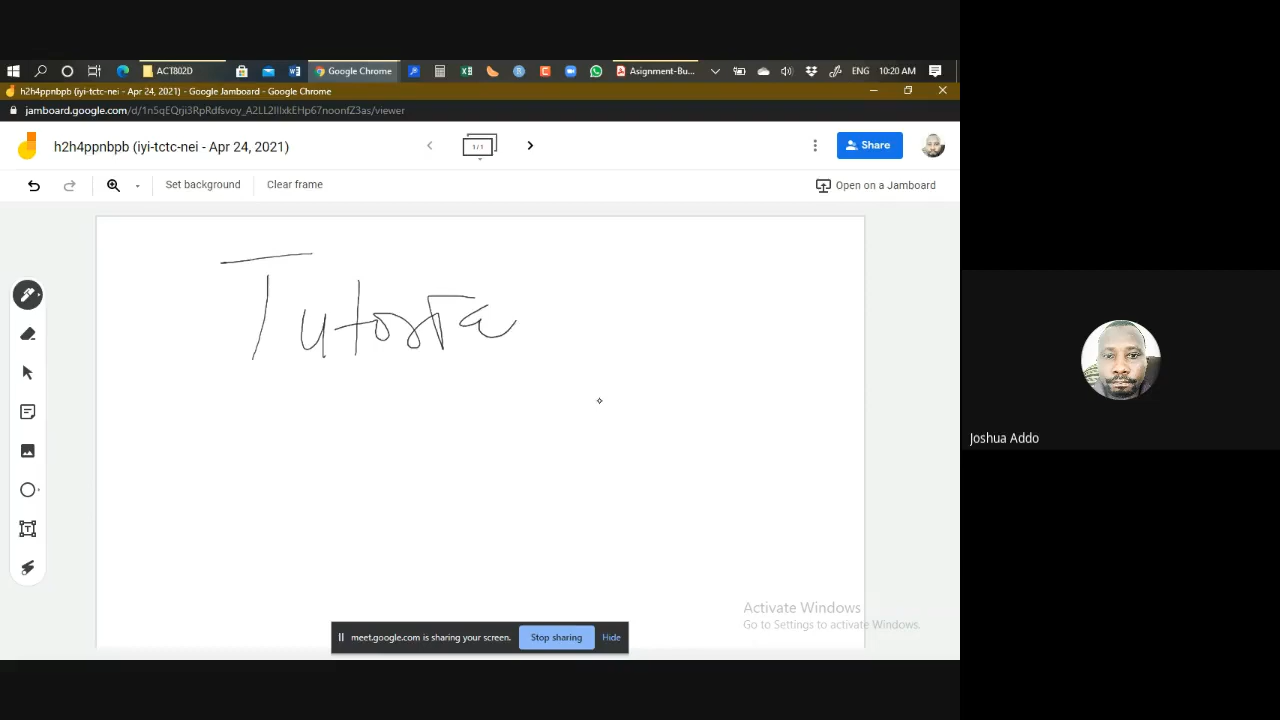 ACT802D
Google Chrome
Asignment-Bu...
ENG
10:20 AM
h2h4ppnbpb (iyi-tctc-nei - Apr 24, 2021) - Google Jamboard - Google Chrome
jamboard.google.com/d/1n5qEQrji3RpRdfsvoy_A2LL2lIlxkEHp67noonfZ3as/viewer
h2h4ppnbpb (iyi-tctc-nei - Apr 24, 2021)
1/1
Share
Set background
Clear frame
Open on a Jamboard
Tutoria
Joshua Addo
Activate Windows
Go to Settings to activate Windows.
meet.google.com is sharing your screen.
Stop sharing
Hide